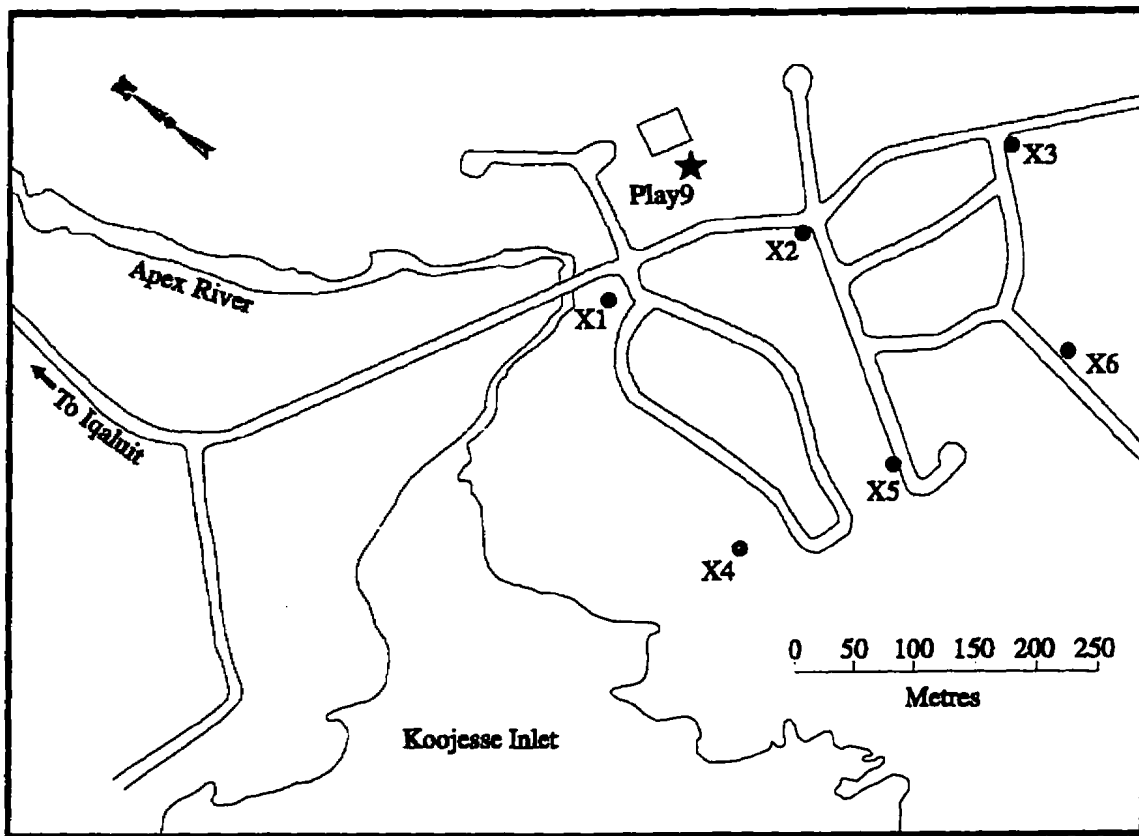 Play9
X3
X2
Apex River
X1
X6
To Iqaluit
X5
X4
0 50 100 150 200 250
Metres
Koojesse Inlet